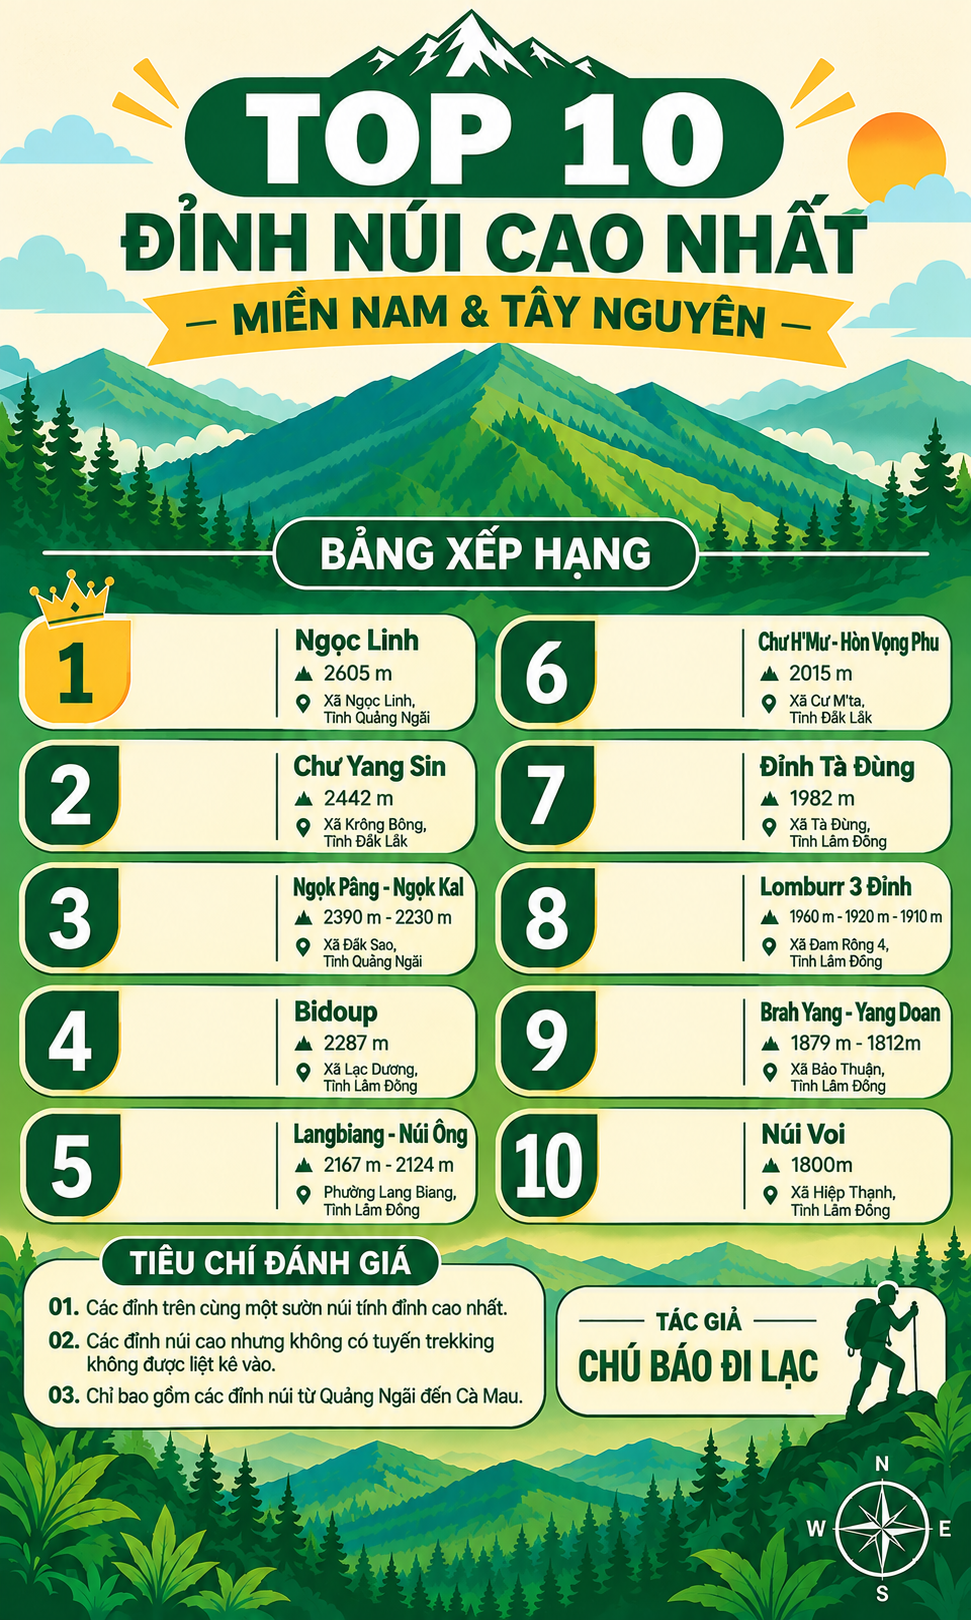 TOP 10
ĐỈNH NÚI CAO NHẤT
— MIỀN NAM & TÂY NGUYÊN —
BẢNG XẾP HẠNG
1
Ngọc Linh
2605 m
Xã Ngọc Linh,
Tỉnh Quảng Ngãi
2
Chư Yang Sin
2442 m
Xã Krông Bông,
Tỉnh Đắk Lắk
3
Ngọk Pâng - Ngọk Kal
2390 m - 2230 m
Xã Đắk Sao,
Tỉnh Quảng Ngãi
4
Bidoup
2287 m
Xã Lạc Dương,
Tỉnh Lâm Đồng
5
Langbiang - Núi Ông
2167 m - 2124 m
Phường Lang Biang,
Tỉnh Lâm Đồng
6
Chư H'Mư - Hòn Vọng Phu
2015 m
Xã Cư M'ta,
Tỉnh Đắk Lắk
7
Đỉnh Tà Đùng
1982 m
Xã Tà Đùng,
Tỉnh Lâm Đồng
8
Lomburr 3 Đỉnh
1960 m - 1920 m - 1910 m
Xã Đam Rông 4,
Tỉnh Lâm Đồng
9
Brah Yang - Yang Doan
1879 m - 1812m
Xã Bảo Thuận,
Tỉnh Lâm Đồng
10
Núi Voi
1800m
Xã Hiệp Thạnh,
Tỉnh Lâm Đồng
TIÊU CHÍ ĐÁNH GIÁ
01. Các đỉnh trên cùng một sườn núi tính đỉnh cao nhất.
02. Các đỉnh núi cao nhưng không có tuyến trekking
không được liệt kê vào.
03. Chỉ bao gồm các đỉnh núi từ Quảng Ngãi đến Cà Mau.
TÁC GIẢ
CHÚ BÁO ĐI LẠC
N
W E
S